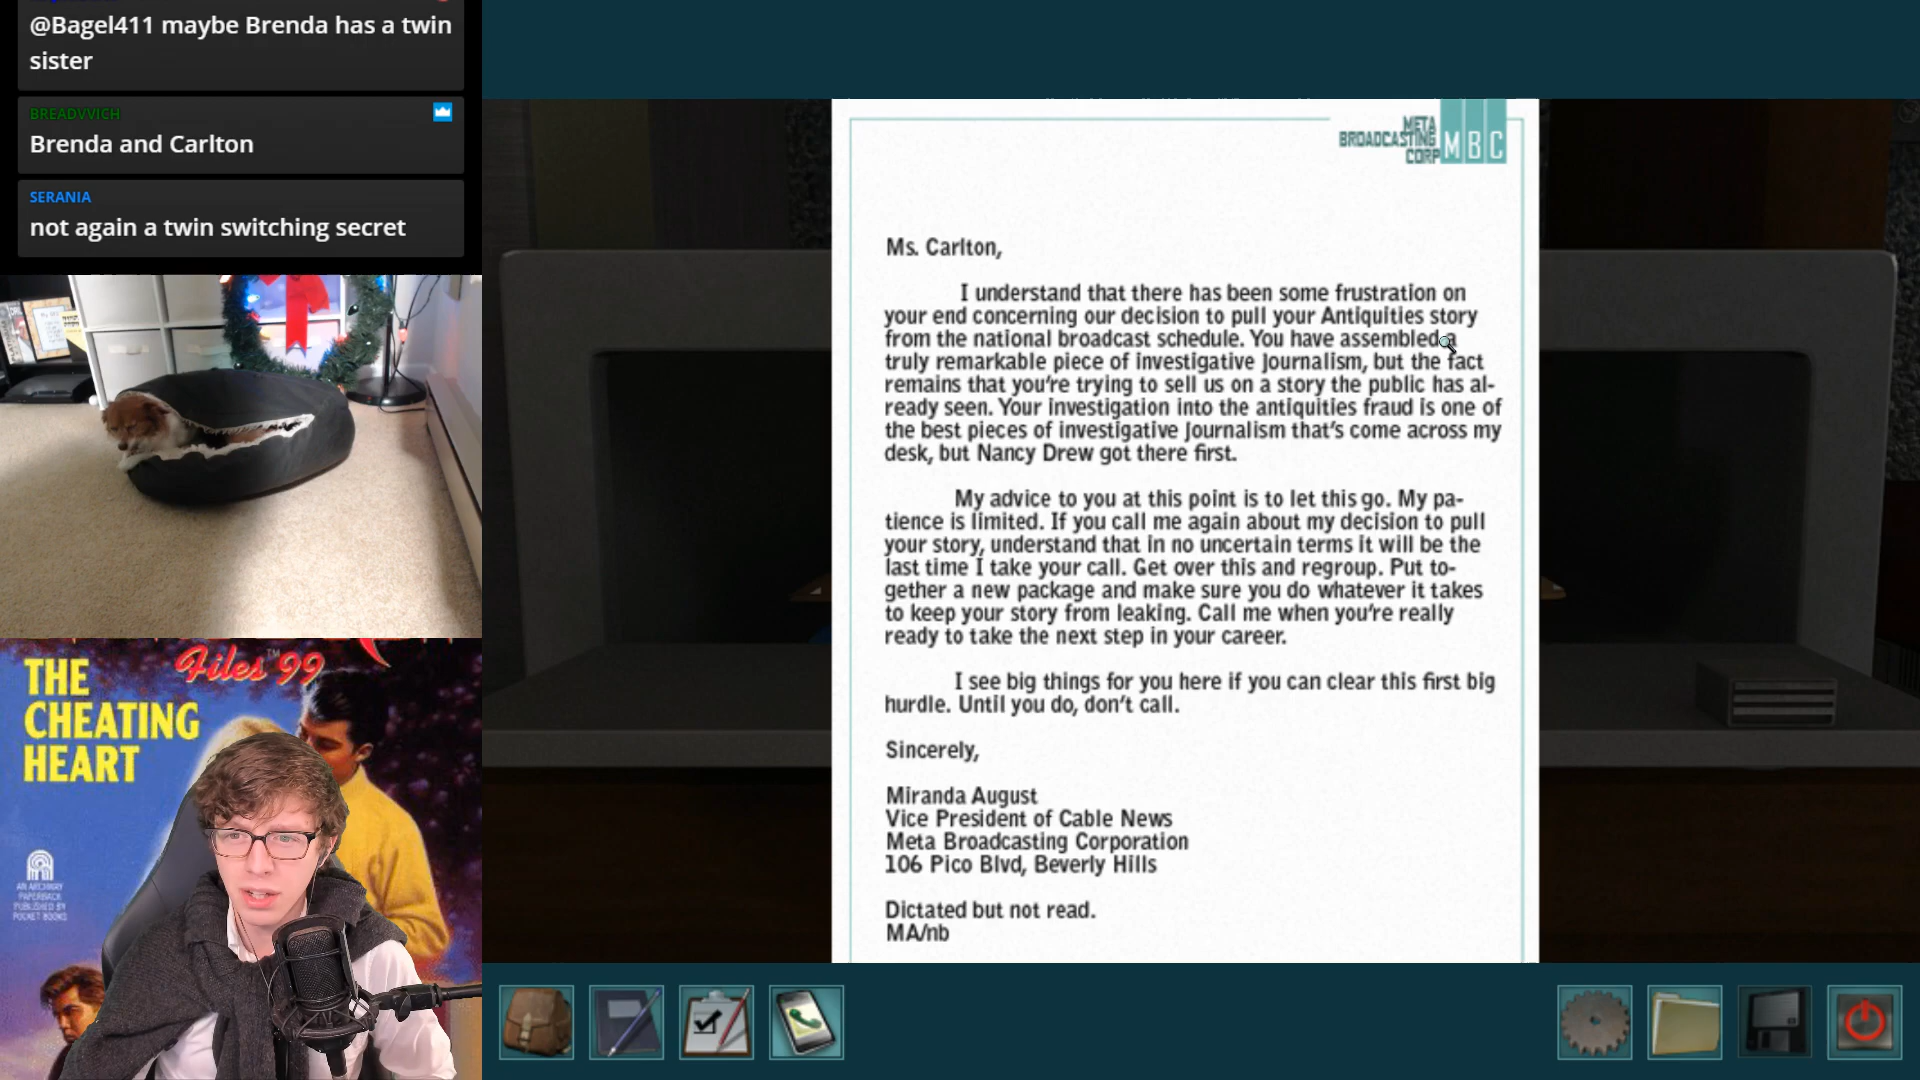 @Bagel411 maybe Brenda has a twin
sister
BREADVVICH
Brenda and Carlton
SERANIA
not again a twin switching secret
Files 99
THE
CHEATING
HEART
AN ARCHWAY
PAPERBACK
PUBLISHED BY
POCKET BOOKS
META
BROADCASTING
CORP
MBC
Ms. Carlton,
I understand that there has been some frustration on
your end concerning our decision to pull your Antiquities story
from the national broadcast schedule. You have assembled a
truly remarkable piece of investigative journalism, but the fact
remains that you're trying to sell us on a story the public has al-
ready seen. Your investigation into the antiquities fraud is one of
the best pieces of investigative journalism that's come across my
desk, but Nancy Drew got there first.
My advice to you at this point is to let this go. My pa-
tience is limited. If you call me again about my decision to pull
your story, understand that in no uncertain terms it will be the
last time I take your call. Get over this and regroup. Put to-
gether a new package and make sure you do whatever it takes
to keep your story from leaking. Call me when you're really
ready to take the next step in your career.
I see big things for you here if you can clear this first big
hurdle. Until you do, don't call.
Sincerely,
Miranda August
Vice President of Cable News
Meta Broadcasting Corporation
106 Pico Blvd, Beverly Hills
Dictated but not read.
MA/nb